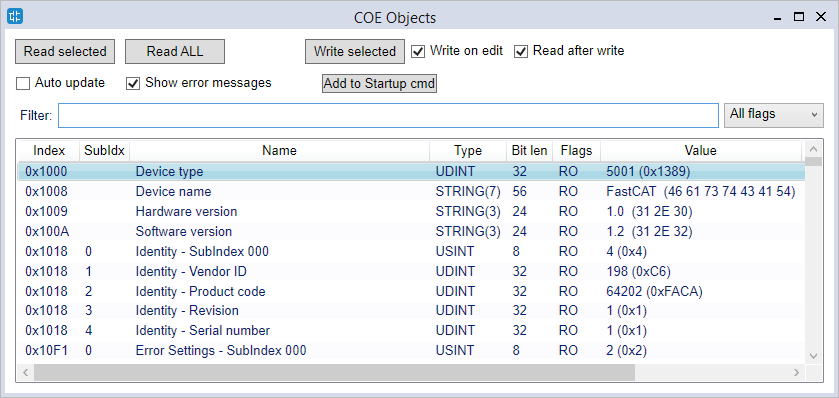 COE Objects
Read selected Read ALL Write selected Write on edit Read after write
Auto update Show error messages Add to Startup cmd
Filter: All flags
Index SubIdx Name Type Bit len Flags Value
0x1000 Device type UDINT 32 RO 5001 (0x1389)
0x1008 Device name STRING(7) 56 RO FastCAT (46 61 73 74 43 41 54)
0x1009 Hardware version STRING(3) 24 RO 1.0 (31 2E 30)
0x100A Software version STRING(3) 24 RO 1.2 (31 2E 32)
0x1018 0 Identity - SubIndex 000 USINT 8 RO 4 (0x4)
0x1018 1 Identity - Vendor ID UDINT 32 RO 198 (0xC6)
0x1018 2 Identity - Product code UDINT 32 RO 64202 (0xFACA)
0x1018 3 Identity - Revision UDINT 32 RO 1 (0x1)
0x1018 4 Identity - Serial number UDINT 32 RO 1 (0x1)
0x10F1 0 Error Settings - SubIndex 000 USINT 8 RO 2 (0x2)